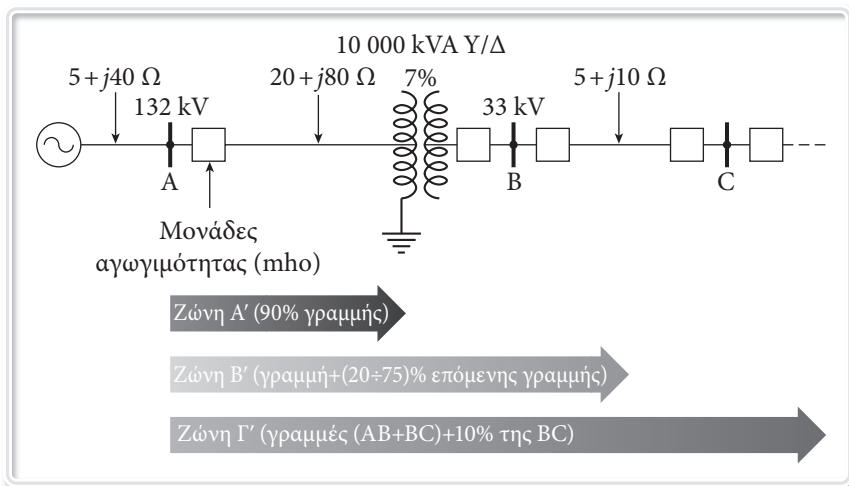 10 000 kVA Υ/Δ
5+j40 Ω
20+j80 Ω
7%
5+j10 Ω
132 kV
33 kV
A
B
C
Μονάδες
αγωγιμότητας (mho)
Ζώνη Α′ (90% γραμμής)
Ζώνη Β′ (γραμμή+(20÷75)% επόμενης γραμμής)
Ζώνη Γ′ (γραμμές (ΑΒ+BC)+10% της BC)